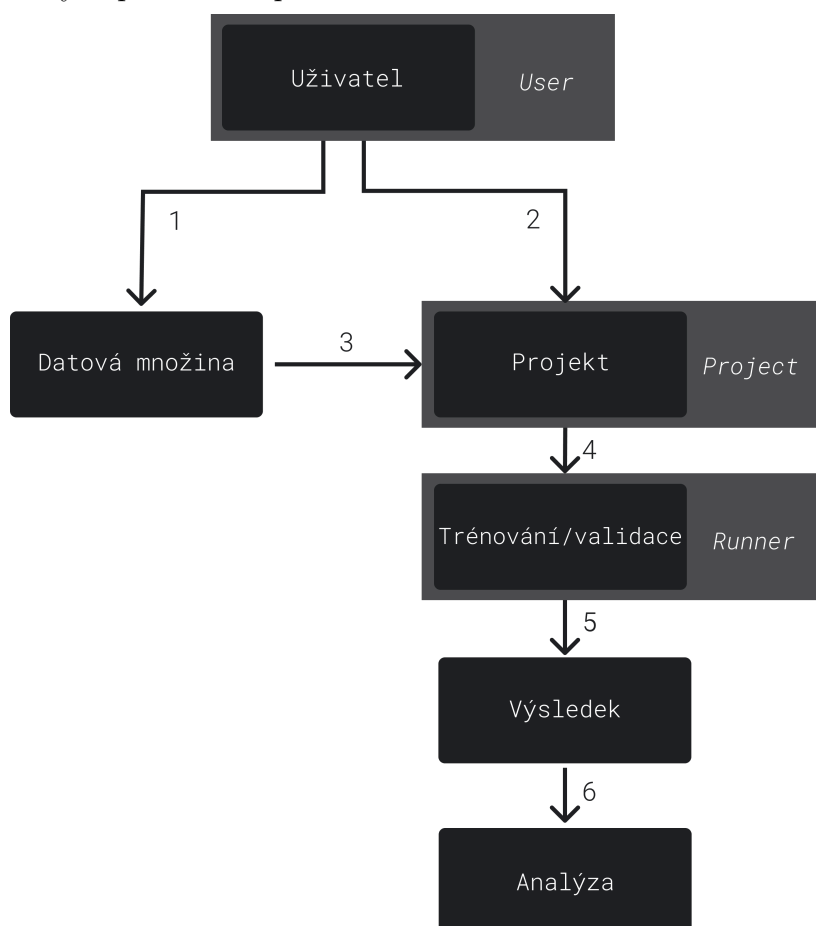 Uživatel
User
1
2
Datová množina
3
Projekt
Project
4
Trénování/validace
Runner
5
Výsledek
6
Analýza